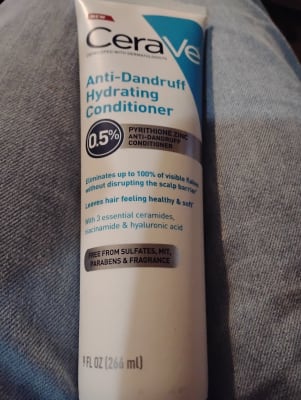 NEW
CeraVe
DEVELOPED WITH DERMATOLOGISTS
Anti-Dandruff
Hydrating
Conditioner
0.5%
PYRITHIONE ZINC
ANTI-DANDRUFF
CONDITIONER
Eliminates up to 100% of visible flakes
without disrupting the scalp barrier*
Leaves hair feeling healthy & soft
With 3 essential ceramides,
niacinamide & hyaluronic acid
FREE FROM SULFATES, MIT,
PARABENS & FRAGRANCE
FL OZ (266 ml)